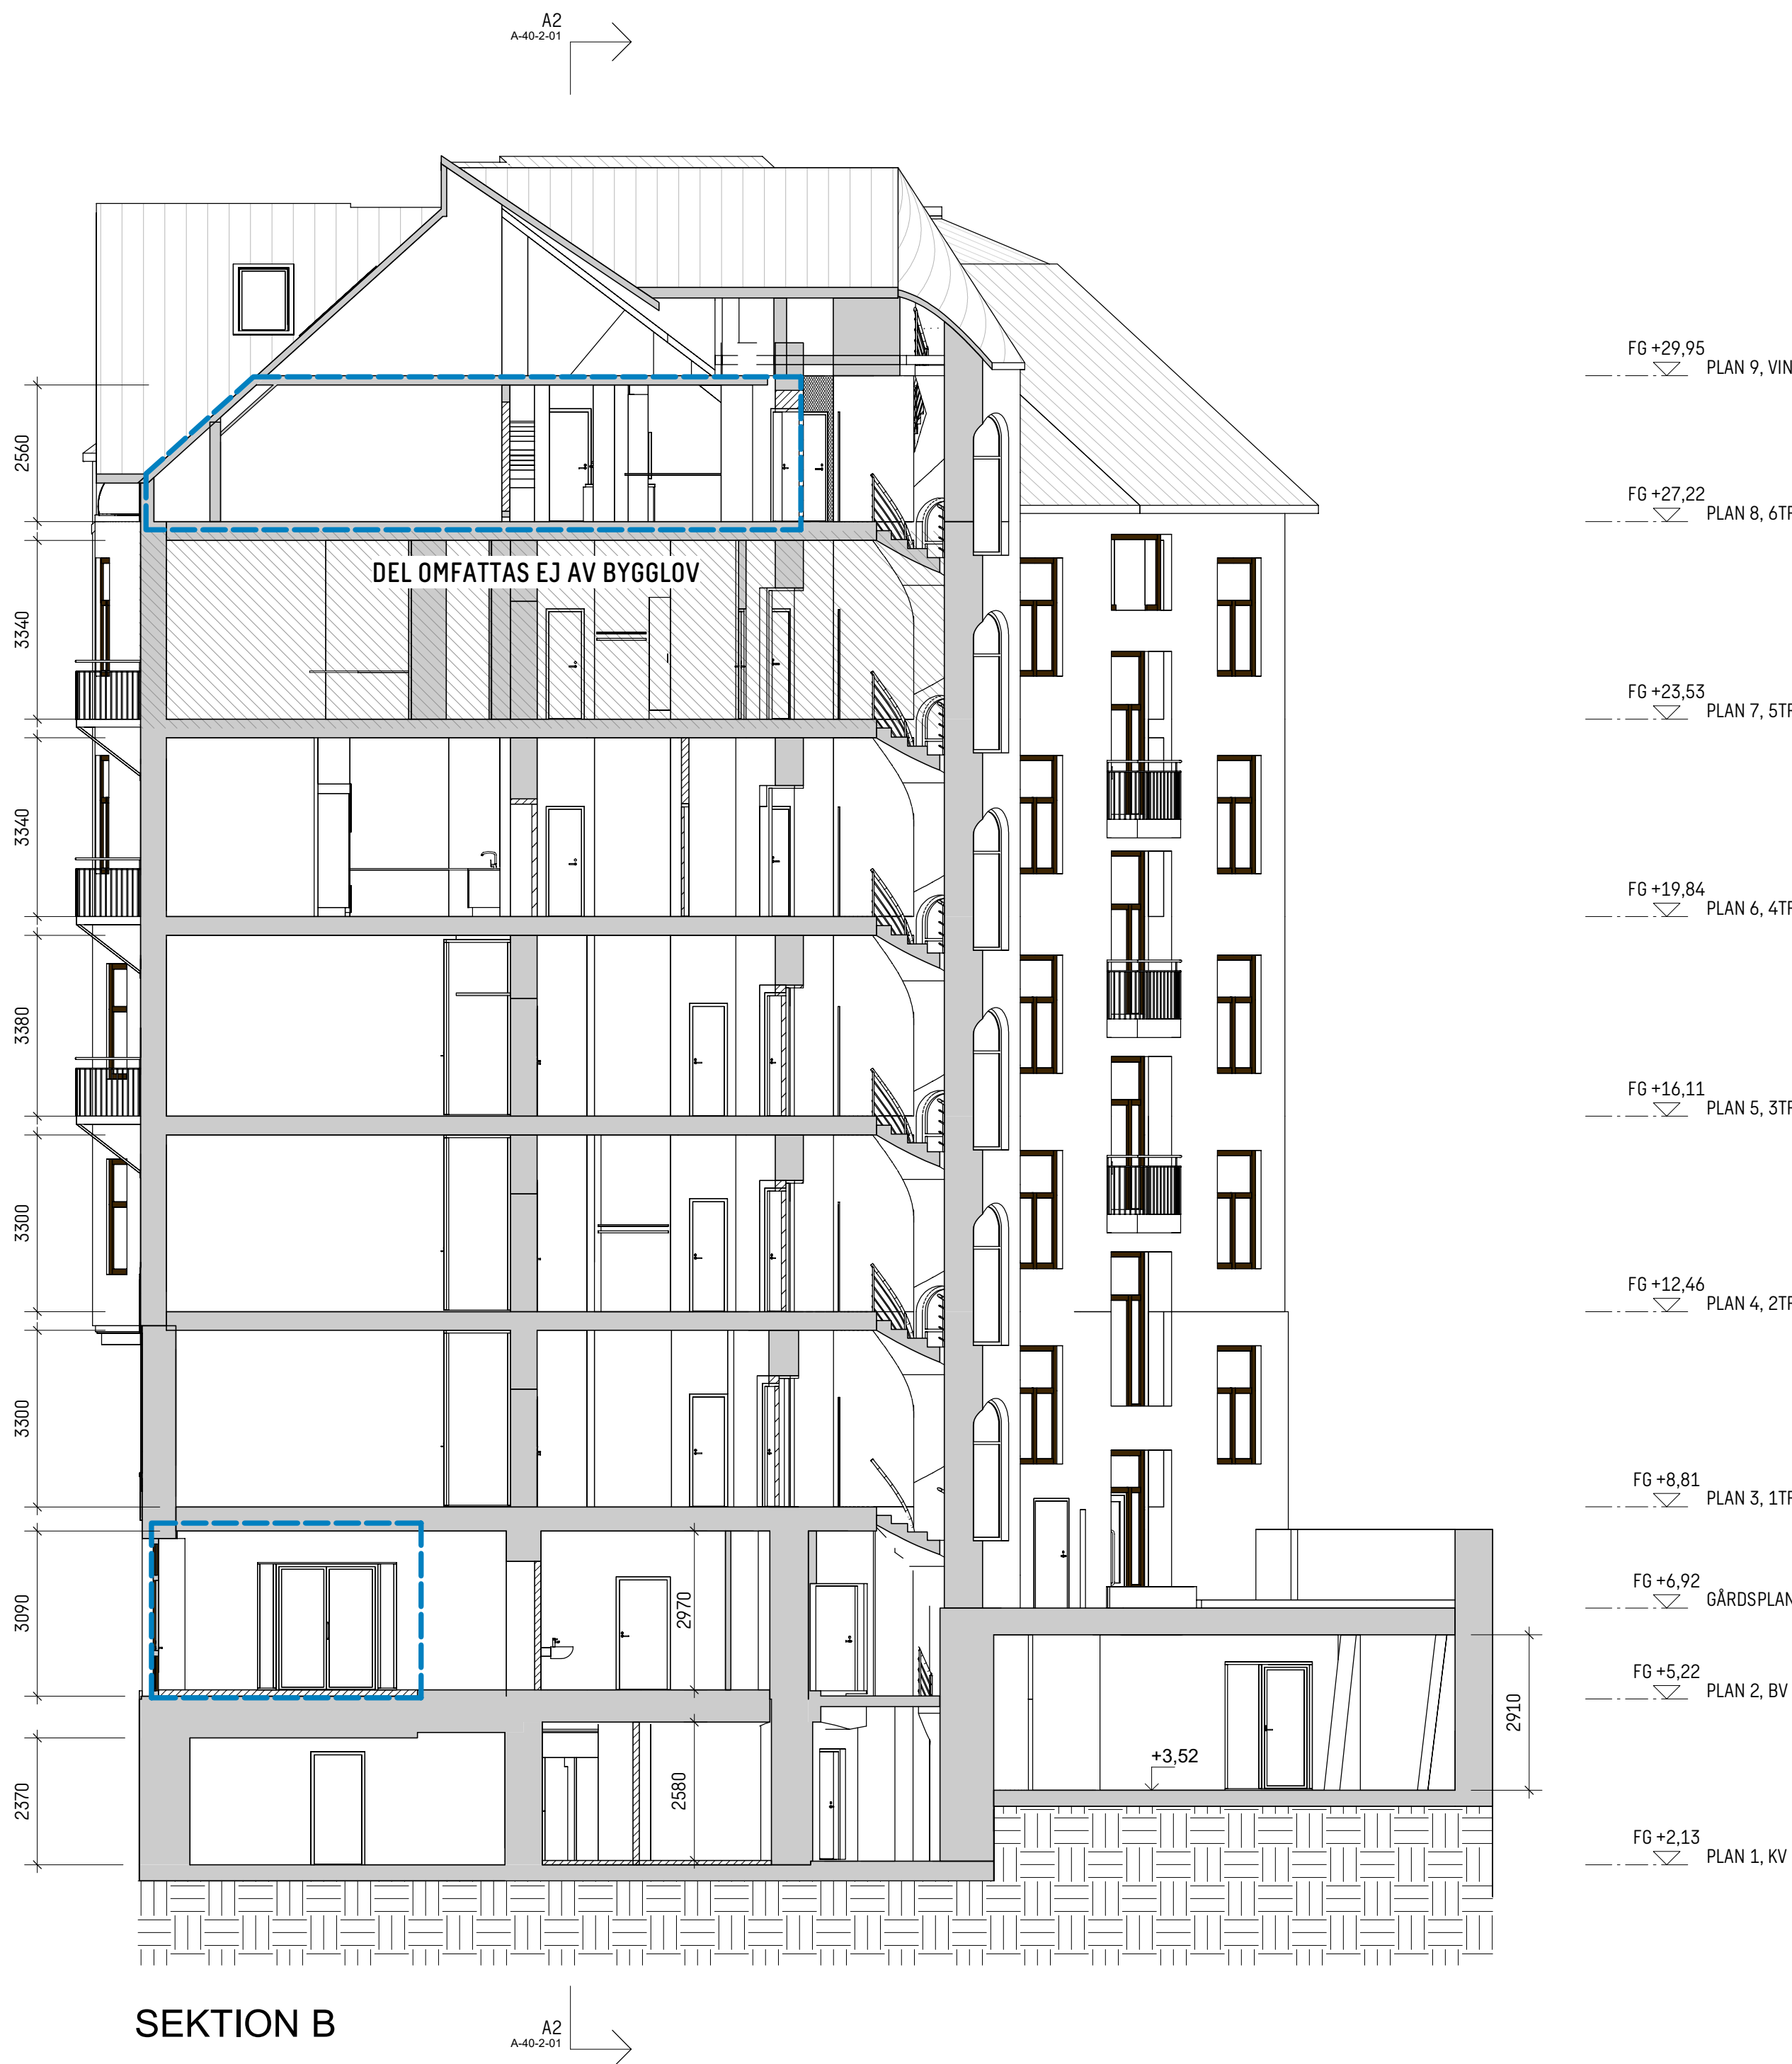 A2
A-40-2-01
FG +29,95
PLAN 9, VIN
2560
FG +27,22
PLAN 8, 6TR
DEL OMFATTAS EJ AV BYGGLOV
3340
FG +23,53
PLAN 7, 5TR
3340
FG +19,84
PLAN 6, 4TR
3380
FG +16,11
PLAN 5, 3TR
3300
FG +12,46
PLAN 4, 2TR
3300
FG +8,81
PLAN 3, 1TR
3090
2970
FG +6,92
GÅRDSPLAN
FG +5,22
PLAN 2, BV
2910
+3,52
2580
2370
FG +2,13
PLAN 1, KV
SEKTION B
A2
A-40-2-01